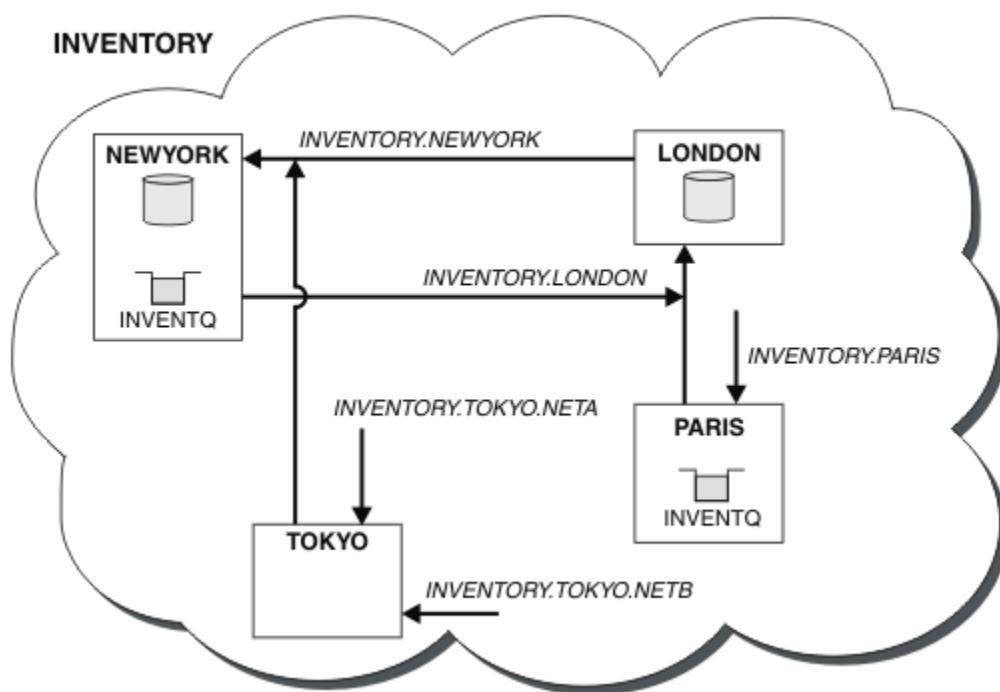 INVENTORY
INVENTORY.NEWYORK
NEWYORK
LONDON
INVENTORY.LONDON
INVENTQ
INVENTORY.PARIS
INVENTORY.TOKYO.NETA
PARIS
INVENTQ
TOKYO
INVENTORY.TOKYO.NETB